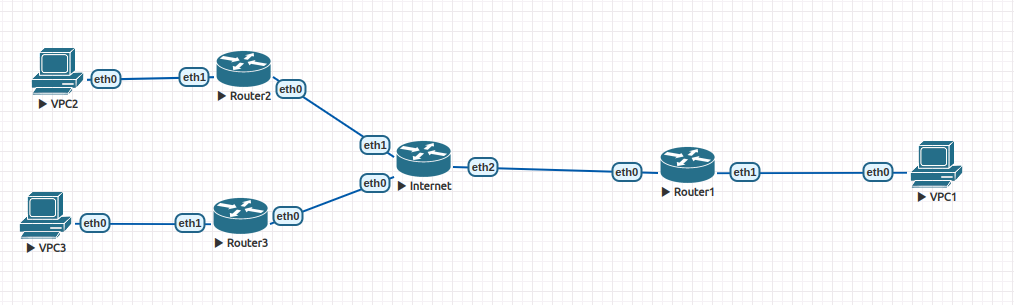 eth0
eth1
VPC2
Router2
eth0
eth1
Internet
eth2
eth0
eth0
eth1
Router1
eth0
VPC1
eth0
eth1
eth0
VPC3
Router3